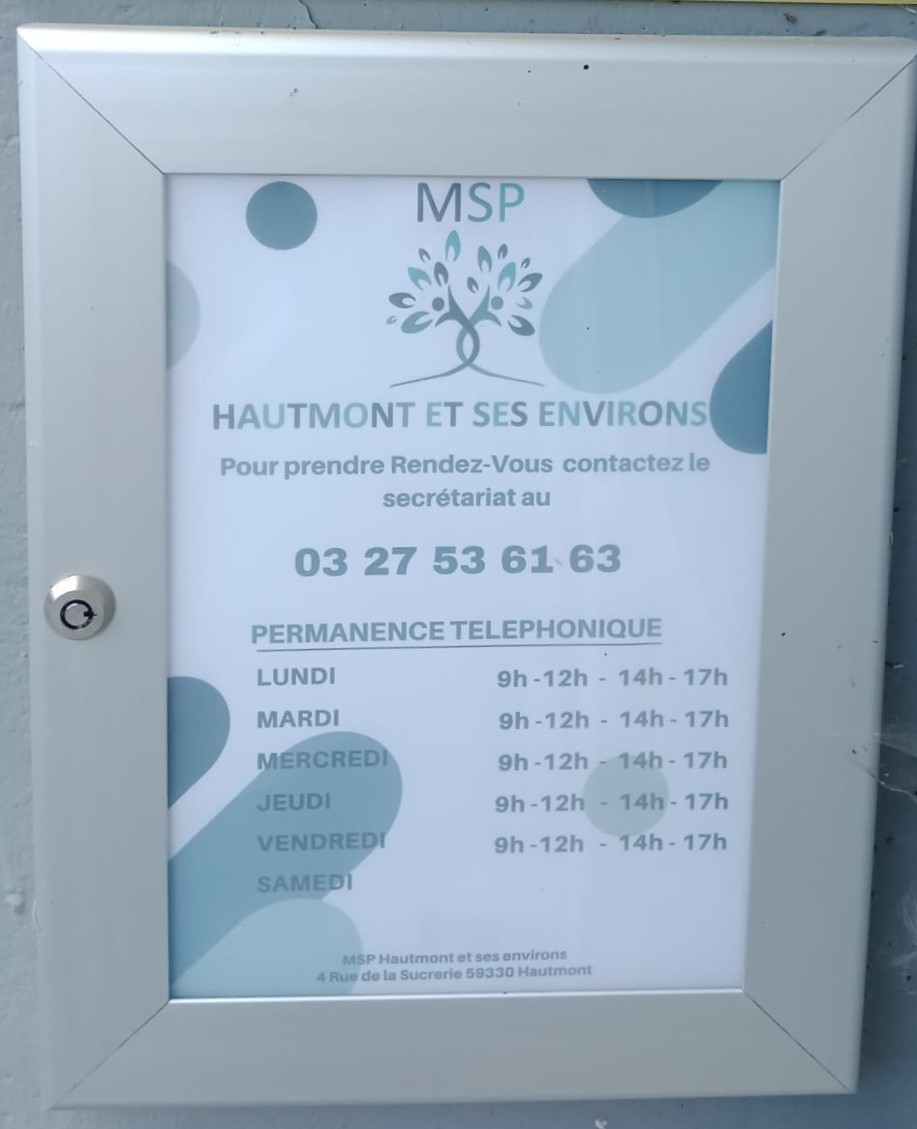 MSP
HAUTMONT ET SES ENVIRONS
Pour prendre Rendez-Vous contactez le
secrétariat au
03 27 53 61 63
PERMANENCE TELEPHONIQUE
LUNDI 9h -12h - 14h - 17h
MARDI 9h -12h - 14h - 17h
MERCREDI 9h -12h - 14h - 17h
JEUDI 9h -12h - 14h - 17h
VENDREDI 9h -12h - 14h - 17h
SAMEDI
MSP Hautmont et ses environs
4 Rue de la Sucrerie 59330 Hautmont